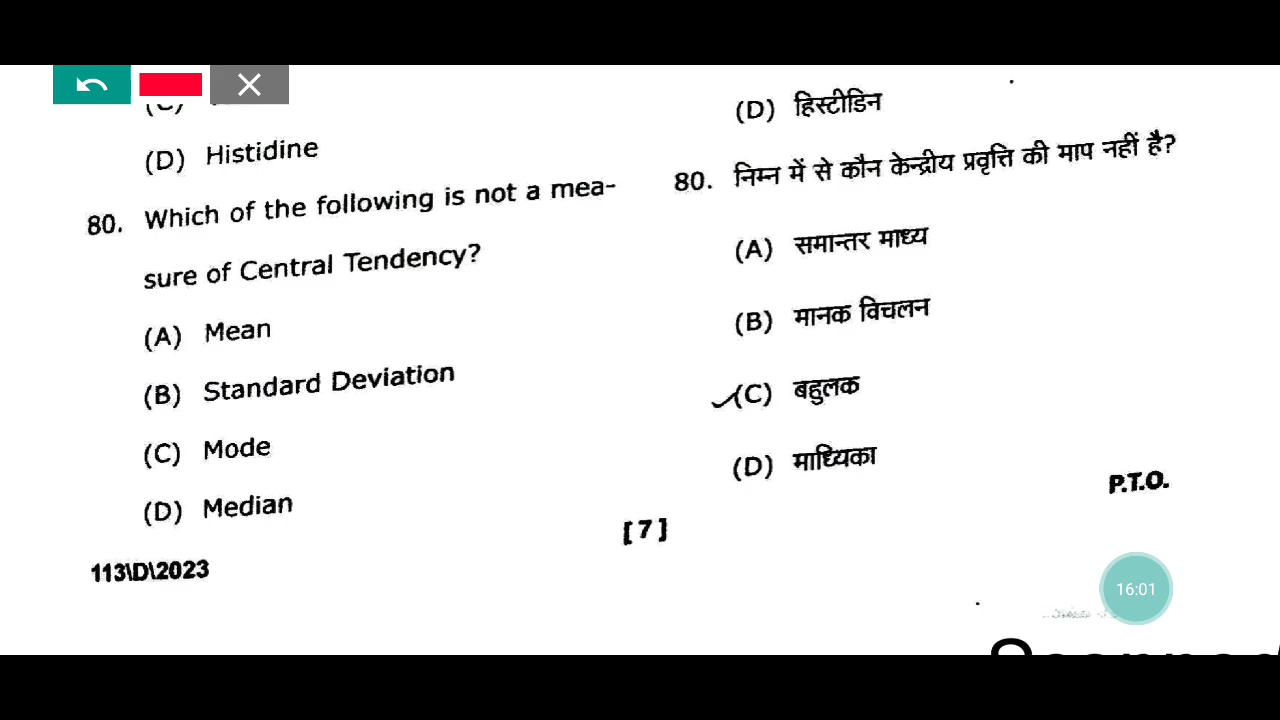 (D) Histidine
80. Which of the following is not a mea-
sure of Central Tendency?
(A) Mean
(B) Standard Deviation
(C) Mode
(D) Median
113\D\2023
(D) हिस्टीडिन
80. निम्न में से कौन केन्द्रीय प्रवृत्ति की माप नहीं है?
(A) समान्तर माध्य
(B) मानक विचलन
(C) बहुलक
(D) माध्यिका
P.T.O.
[ 7 ]
16:01